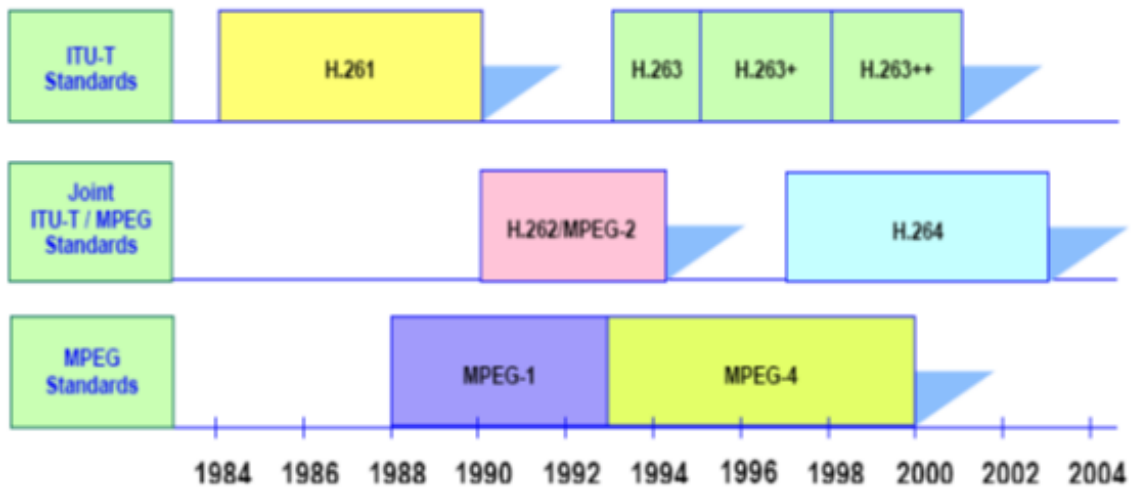 ITU-T
Standards
H.261
H.263
H.263+
H.263++
Joint
ITU-T / MPEG
Standards
H.262/MPEG-2
H.264
MPEG
Standards
MPEG-1
MPEG-4
1984 1986 1988 1990 1992 1994 1996 1998 2000 2002 2004